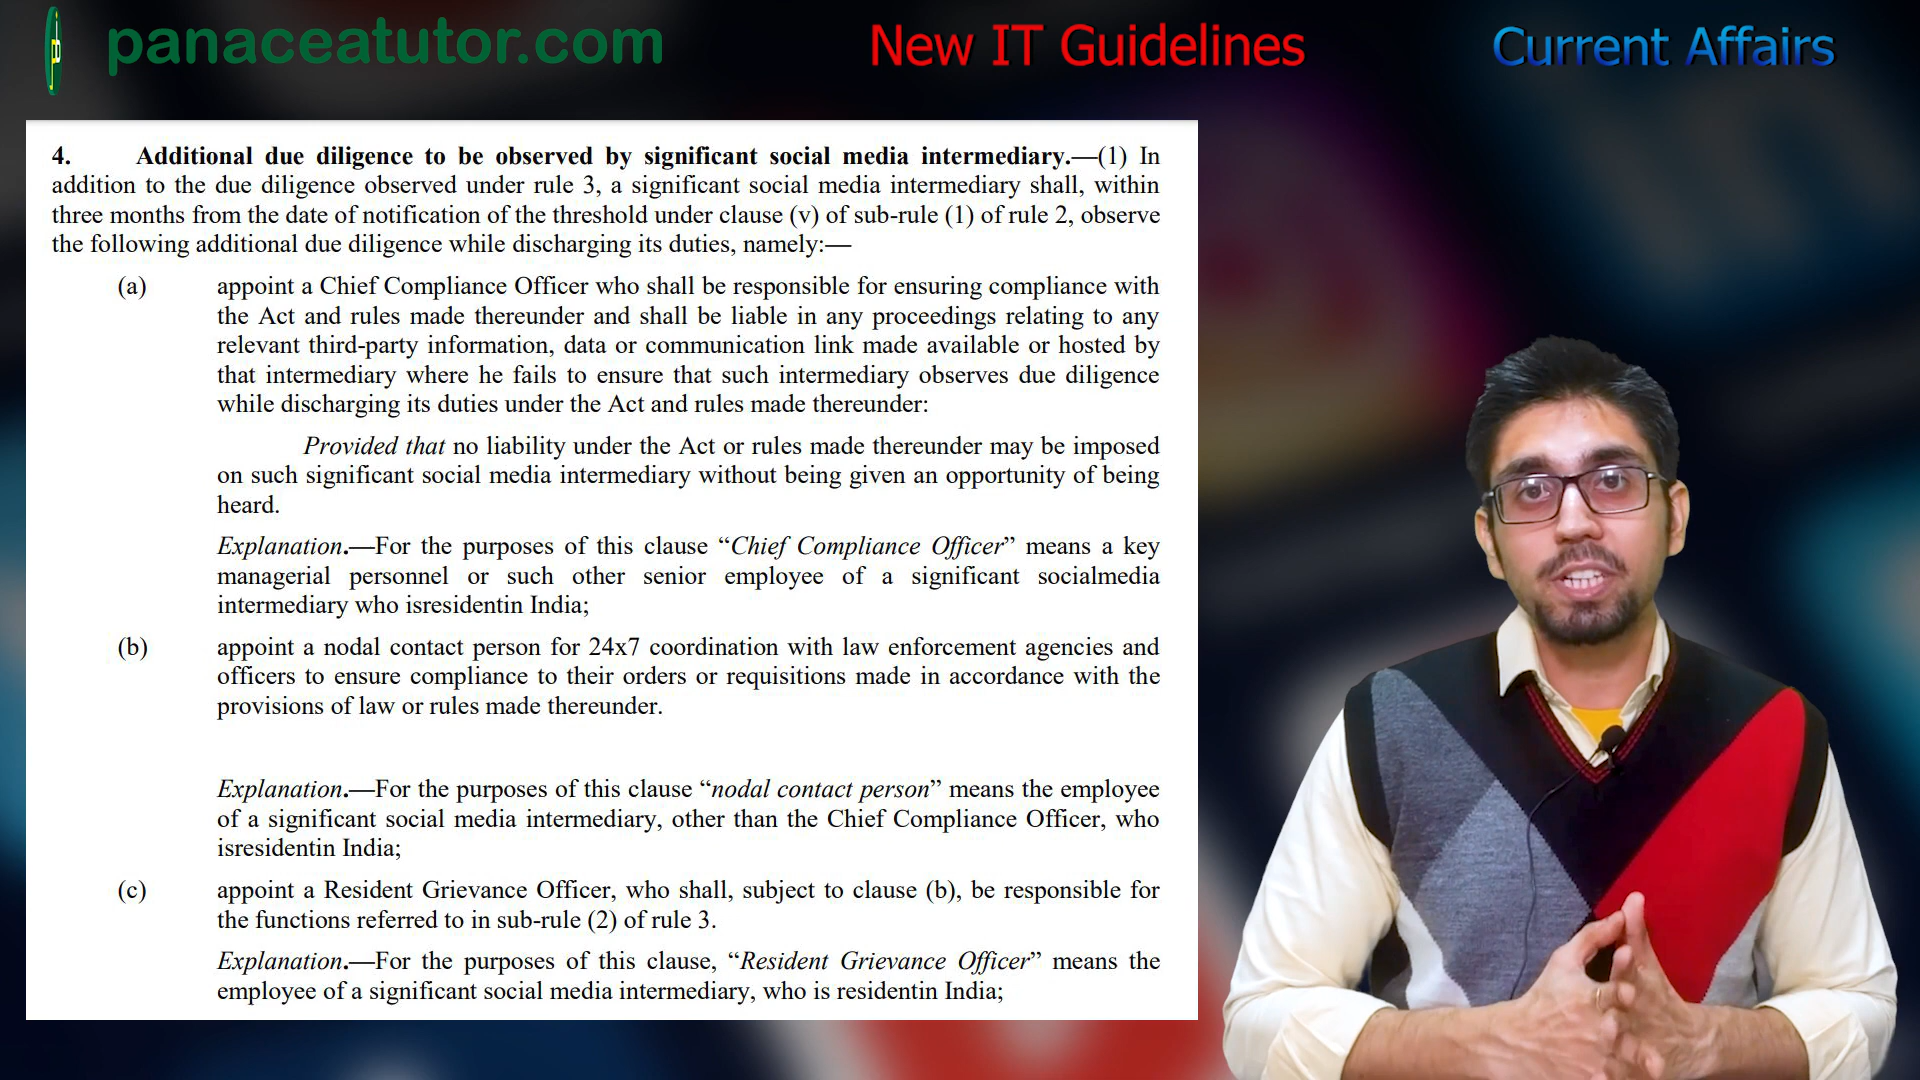 panaceatutor.com
New IT Guidelines
Current Affairs
4. Additional due diligence to be observed by significant social media intermediary.—(1) In
addition to the due diligence observed under rule 3, a significant social media intermediary shall, within
three months from the date of notification of the threshold under clause (v) of sub-rule (1) of rule 2, observe
the following additional due diligence while discharging its duties, namely:—
(a) appoint a Chief Compliance Officer who shall be responsible for ensuring compliance with
the Act and rules made thereunder and shall be liable in any proceedings relating to any
relevant third-party information, data or communication link made available or hosted by
that intermediary where he fails to ensure that such intermediary observes due diligence
while discharging its duties under the Act and rules made thereunder:
Provided that no liability under the Act or rules made thereunder may be imposed
on such significant social media intermediary without being given an opportunity of being
heard.
Explanation.—For the purposes of this clause “Chief Compliance Officer” means a key
managerial personnel or such other senior employee of a significant socialmedia
intermediary who isresidentin India;
(b) appoint a nodal contact person for 24x7 coordination with law enforcement agencies and
officers to ensure compliance to their orders or requisitions made in accordance with the
provisions of law or rules made thereunder.
Explanation.—For the purposes of this clause “nodal contact person” means the employee
of a significant social media intermediary, other than the Chief Compliance Officer, who
isresidentin India;
(c) appoint a Resident Grievance Officer, who shall, subject to clause (b), be responsible for
the functions referred to in sub-rule (2) of rule 3.
Explanation.—For the purposes of this clause, “Resident Grievance Officer” means the
employee of a significant social media intermediary, who is residentin India;